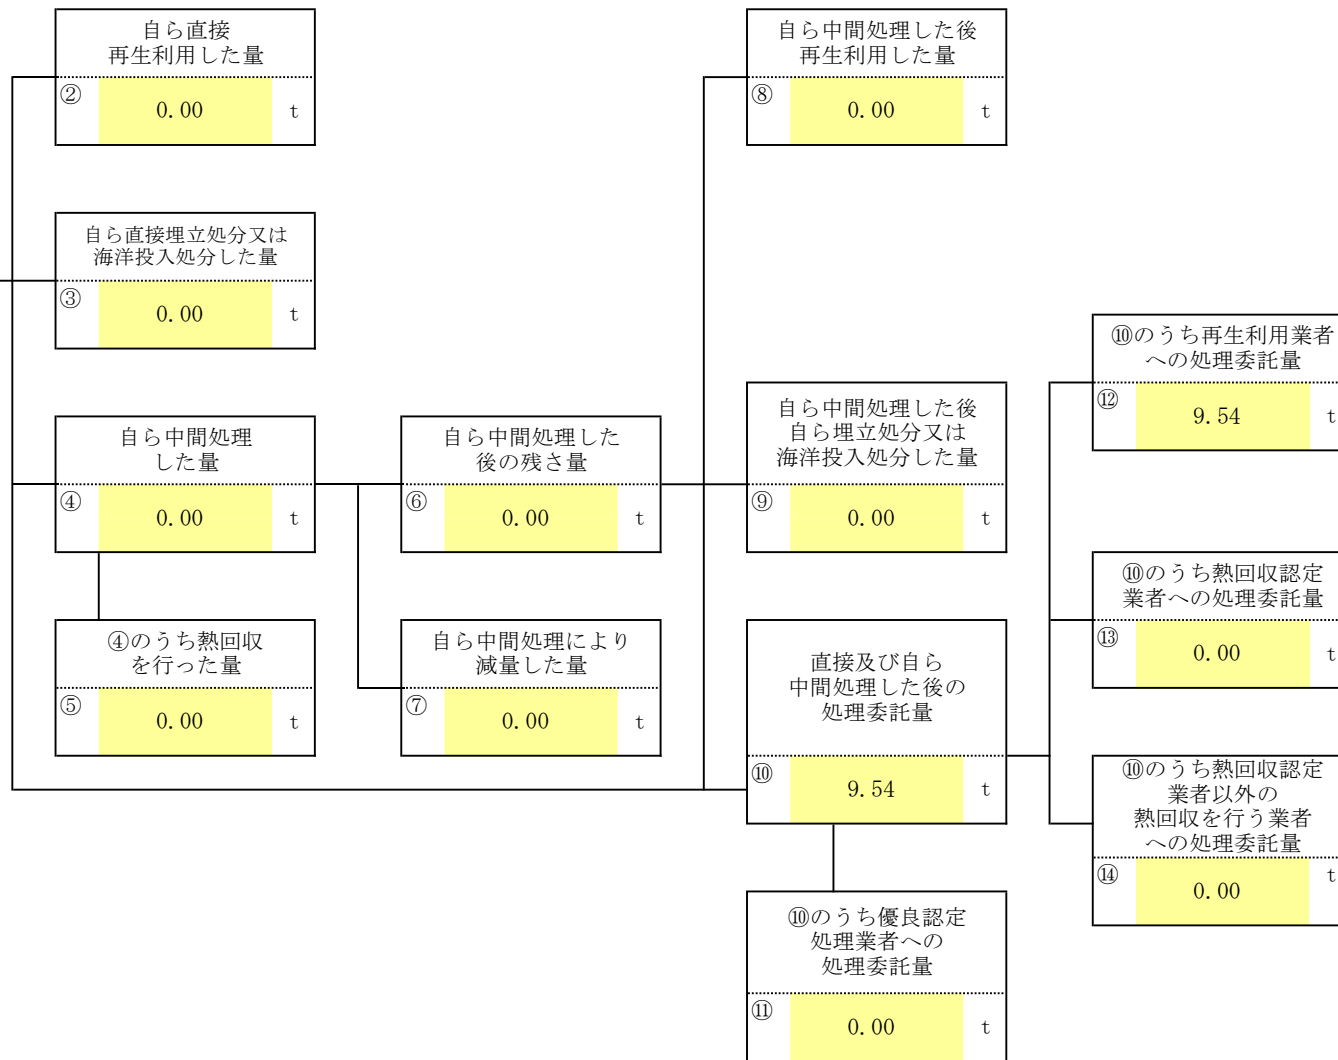 自ら直接
再生利用した量
② 0.00 t
自ら中間処理した後
再生利用した量
⑧ 0.00 t
自ら直接埋立処分又は
海洋投入処分した量
③ 0.00 t
⑩のうち再生利用業者
への処理委託量
⑫ 9.54 t
自ら中間処理
した量
④ 0.00 t
自ら中間処理した
後の残さ量
⑥ 0.00 t
自ら中間処理した後
自ら埋立処分又は
海洋投入処分した量
⑨ 0.00 t
⑩のうち熱回収認定
業者への処理委託量
⑬ 0.00 t
④のうち熱回収
を行った量
⑤ 0.00 t
自ら中間処理により
減量した量
⑦ 0.00 t
直接及び自ら
中間処理した後の
処理委託量
⑩ 9.54 t
⑩のうち熱回収認定
業者以外の
熱回収を行う業者
への処理委託量
⑭ 0.00 t
⑩のうち優良認定
処理業者への
処理委託量
⑪ 0.00 t